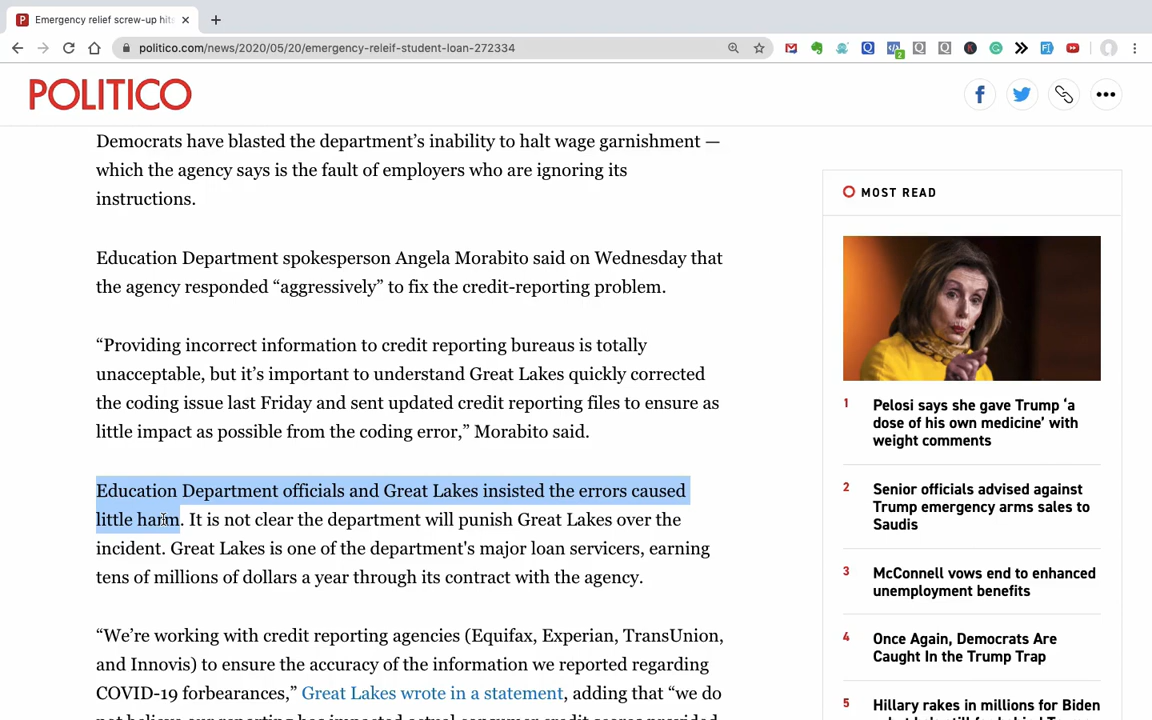 Emergency relief screw-up hits
politico.com/news/2020/05/20/emergency-releif-student-loan-272334
POLITICO
Democrats have blasted the department’s inability to halt wage garnishment —
which the agency says is the fault of employers who are ignoring its
instructions.
Education Department spokesperson Angela Morabito said on Wednesday that
the agency responded “aggressively” to fix the credit-reporting problem.
“Providing incorrect information to credit reporting bureaus is totally
unacceptable, but it’s important to understand Great Lakes quickly corrected
the coding issue last Friday and sent updated credit reporting files to ensure as
little impact as possible from the coding error,” Morabito said.
Education Department officials and Great Lakes insisted the errors caused
little harm. It is not clear the department will punish Great Lakes over the
incident. Great Lakes is one of the department's major loan servicers, earning
tens of millions of dollars a year through its contract with the agency.
“We’re working with credit reporting agencies (Equifax, Experian, TransUnion,
and Innovis) to ensure the accuracy of the information we reported regarding
COVID-19 forbearances,” Great Lakes wrote in a statement, adding that “we do
MOST READ
1 Pelosi says she gave Trump ‘a
dose of his own medicine’ with
weight comments
2 Senior officials advised against
Trump emergency arms sales to
Saudis
3 McConnell vows end to enhanced
unemployment benefits
4 Once Again, Democrats Are
Caught In the Trump Trap
5 Hillary rakes in millions for Biden